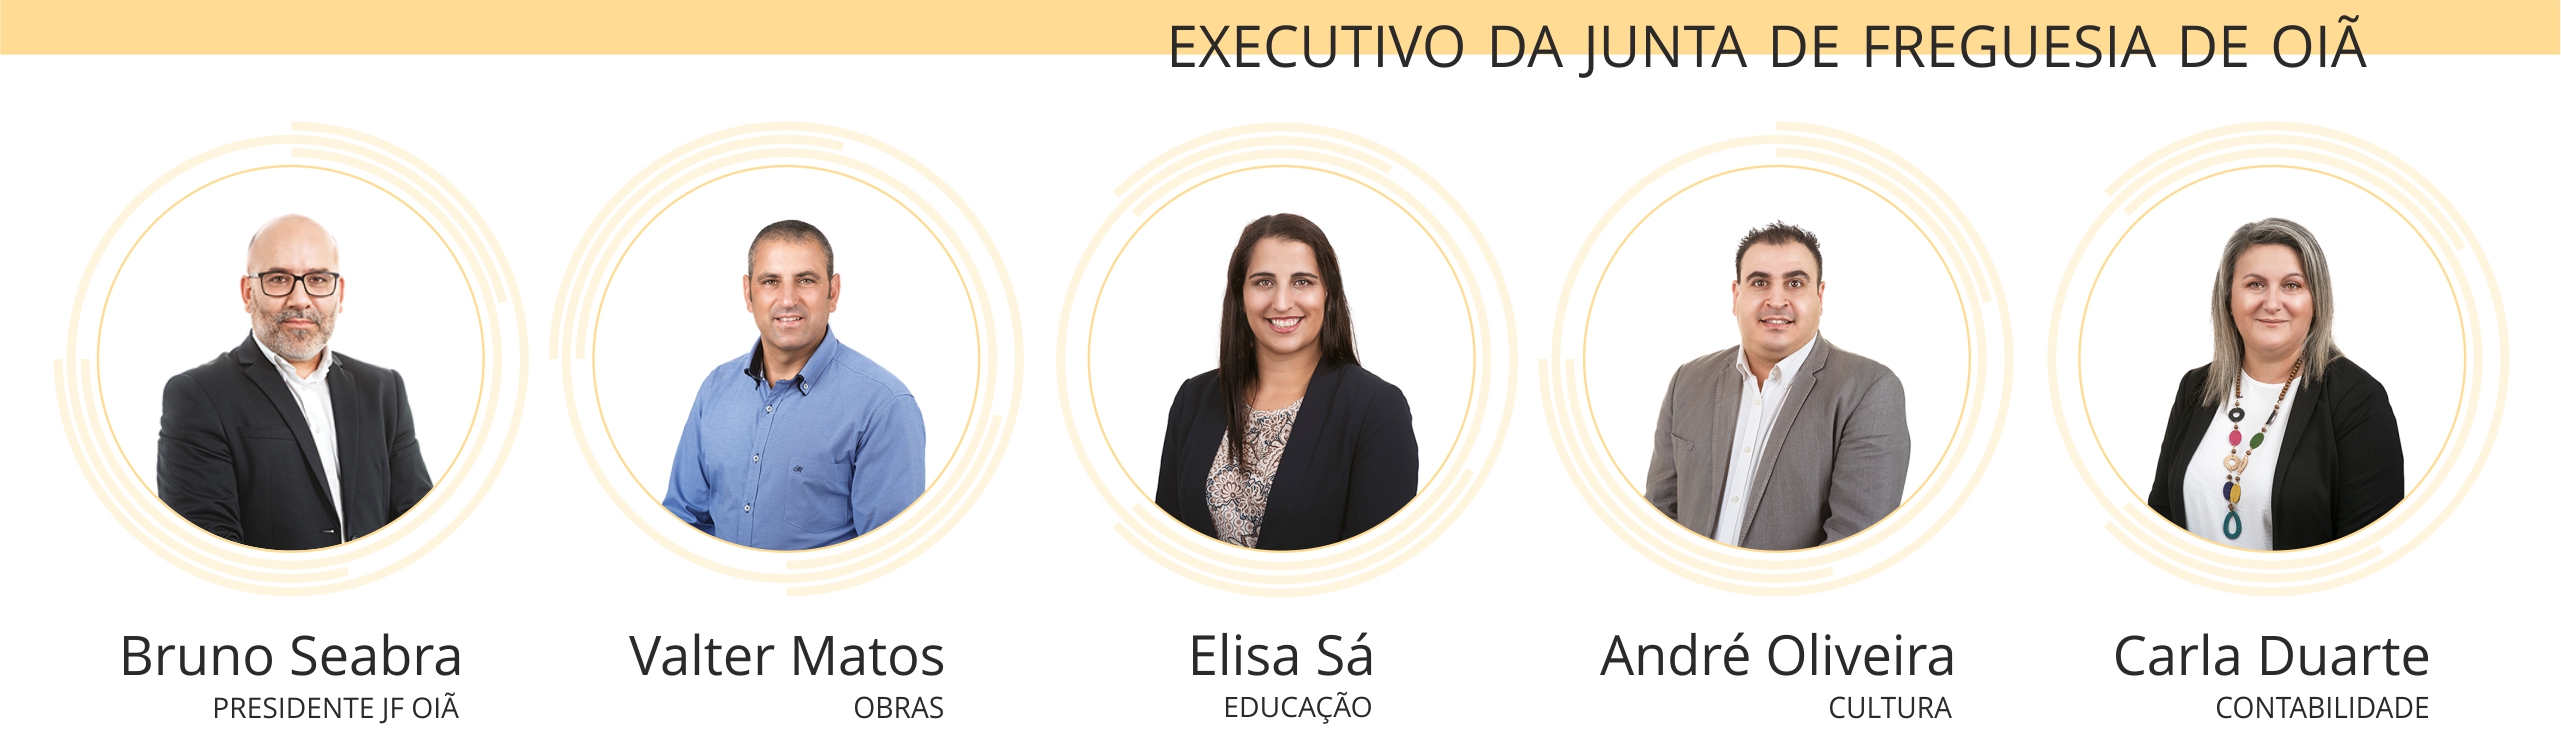 EXECUTIVO DA JUNTA DE FREGUESIA DE OIÃ
Bruno Seabra
PRESIDENTE JF OIÃ
Valter Matos
OBRAS
Elisa Sá
EDUCAÇÃO
André Oliveira
CULTURA
Carla Duarte
CONTABILIDADE